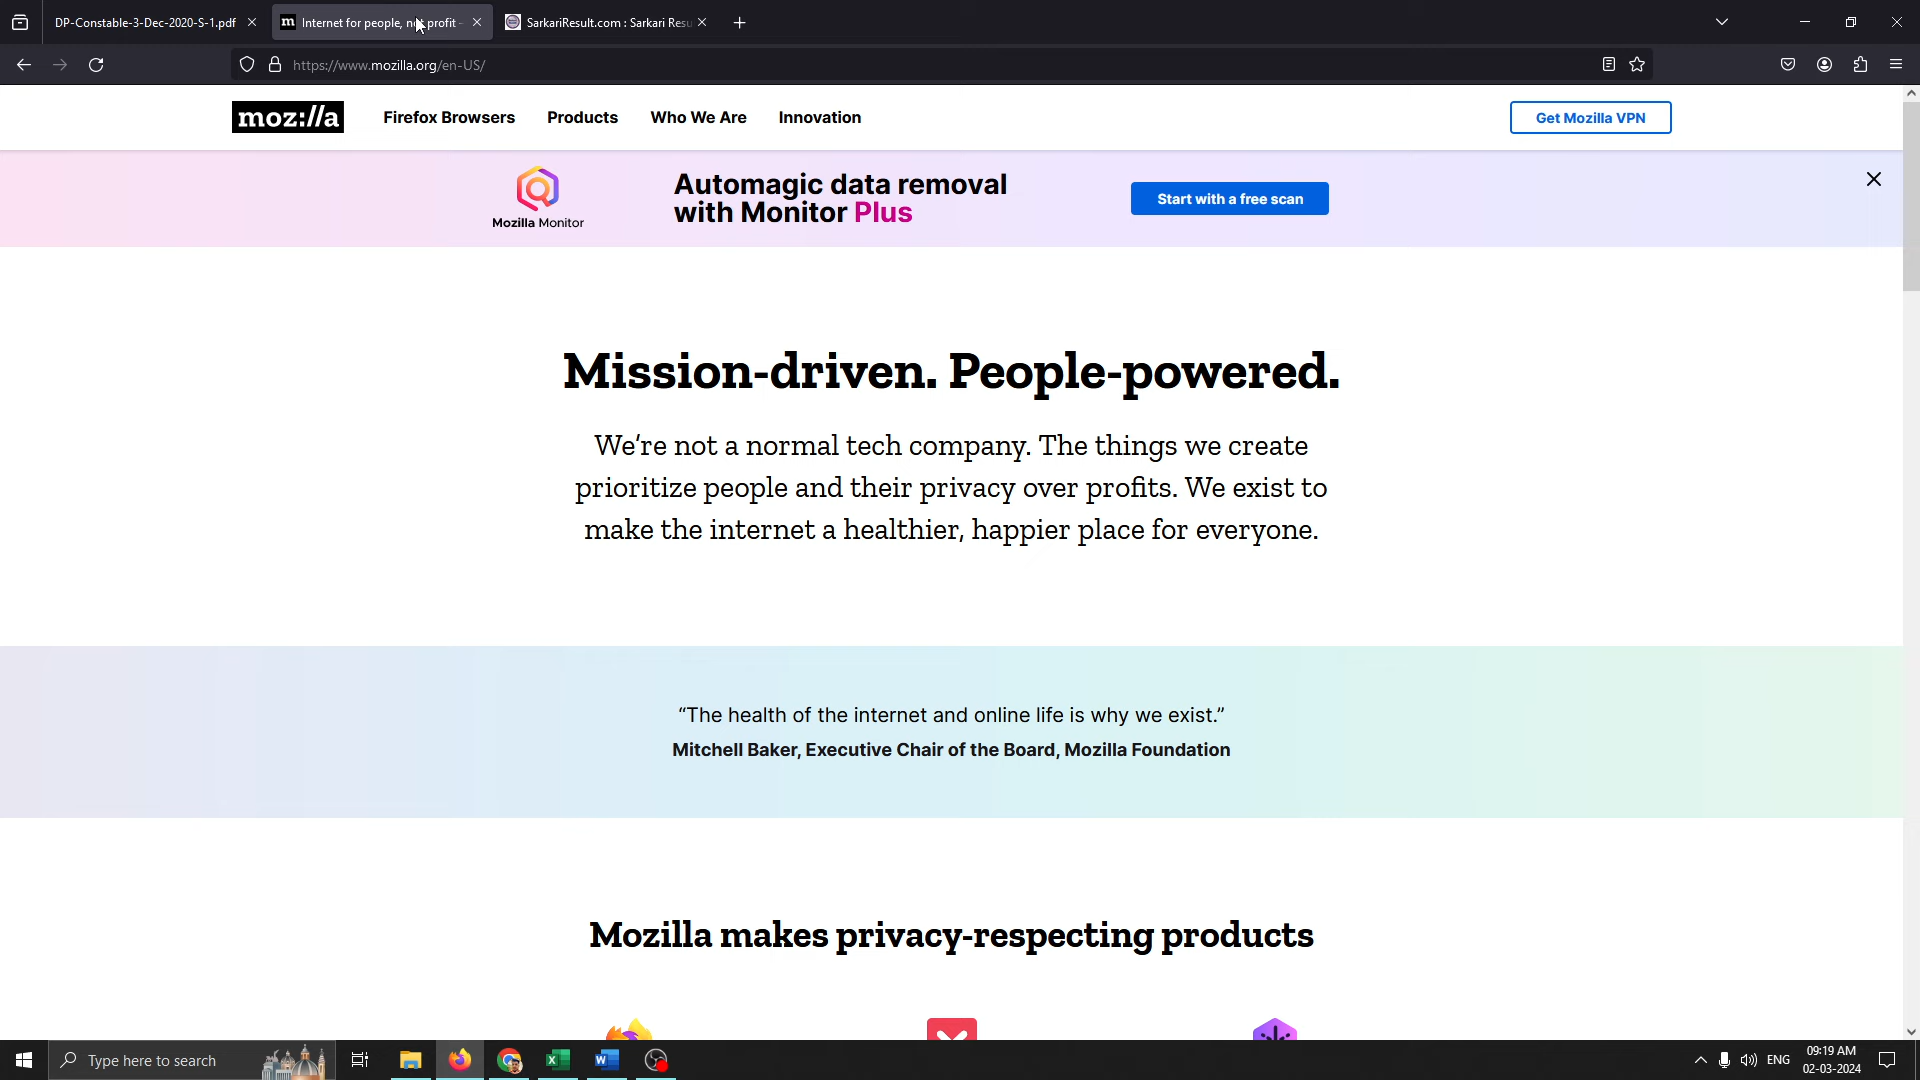 DP-Constable-3-Dec-2020-S-1.pdf
Internet for people, not profit -
SarkariResult.com : Sarkari Resu
https://www.mozilla.org/en-US/
moz://a
Firefox Browsers
Products
Who We Are
Innovation
Get Mozilla VPN
Mozilla Monitor
Automagic data removal
with Monitor Plus
Start with a free scan
Mission-driven. People-powered.
We're not a normal tech company. The things we create
prioritize people and their privacy over profits. We exist to
make the internet a healthier, happier place for everyone.
“The health of the internet and online life is why we exist.”
Mitchell Baker, Executive Chair of the Board, Mozilla Foundation
Mozilla makes privacy-respecting products
Type here to search
ENG
09:19 AM
02-03-2024